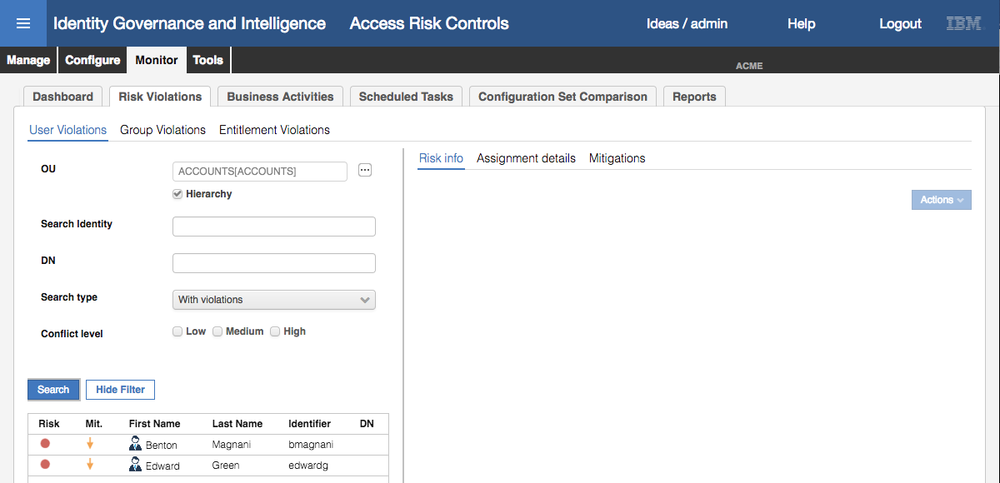 Identity Governance and Intelligence Access Risk Controls Ideas / admin Help Logout IBM
Manage Configure Monitor Tools ACME
Dashboard Risk Violations Business Activities Scheduled Tasks Configuration Set Comparison Reports
User Violations Group Violations Entitlement Violations
Risk info Assignment details Mitigations
OU ACCOUNTS[ACCOUNTS] ...
Hierarchy
Actions
Search Identity
DN
Search type With violations
Conflict level Low Medium High
Search Hide Filter
Risk Mit. First Name Last Name Identifier DN
Benton Magnani bmagnani
Edward Green edwardg